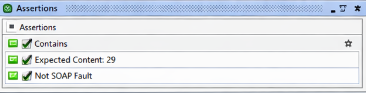 Assertions
Assertions
Contains
Expected Content: 29
Not SOAP Fault